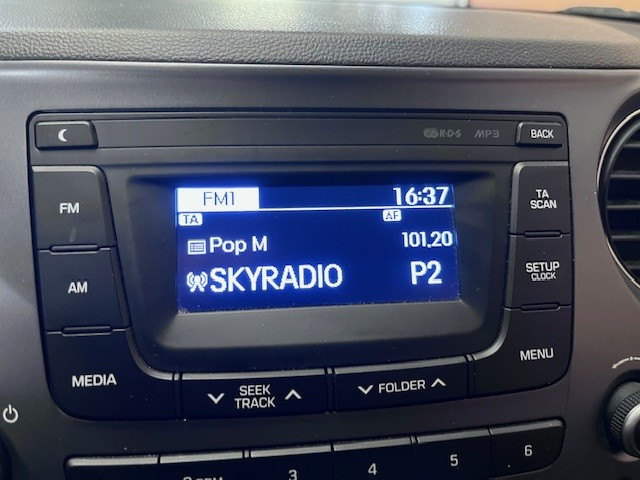 R·D·S MP3 BACK
FM1 16:37
TA AF
Pop M 101.20
SKYRADIO P2
FM
AM
MEDIA
TA SCAN
SETUP CLOCK
MENU
SEEK TRACK
FOLDER
3 4 5 6